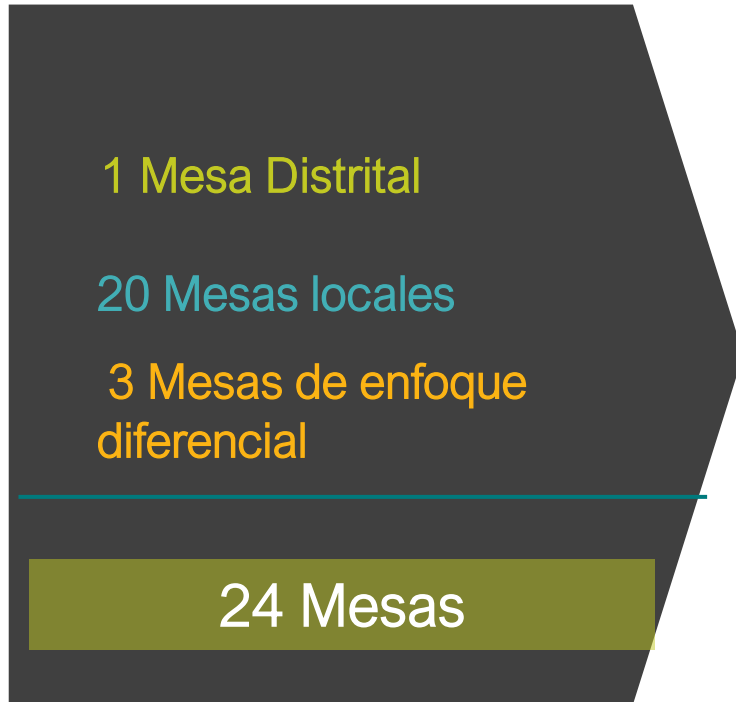 1 Mesa Distrital
20 Mesas locales
3 Mesas de enfoque
diferencial
24 Mesas